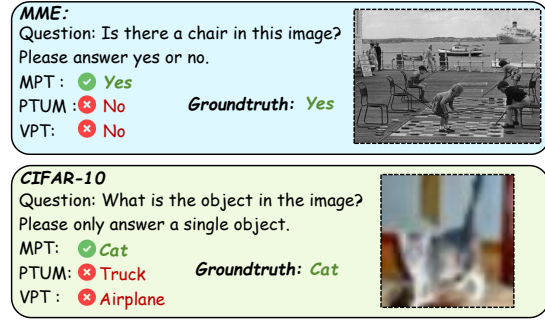 MME:
Question: Is there a chair in this image?
Please answer yes or no.
MPT : Yes
PTUM : No Groundtruth: Yes
VPT: No
CIFAR-10
Question: What is the object in the image?
Please only answer a single object.
MPT: Cat
PTUM: Truck Groundtruth: Cat
VPT : Airplane